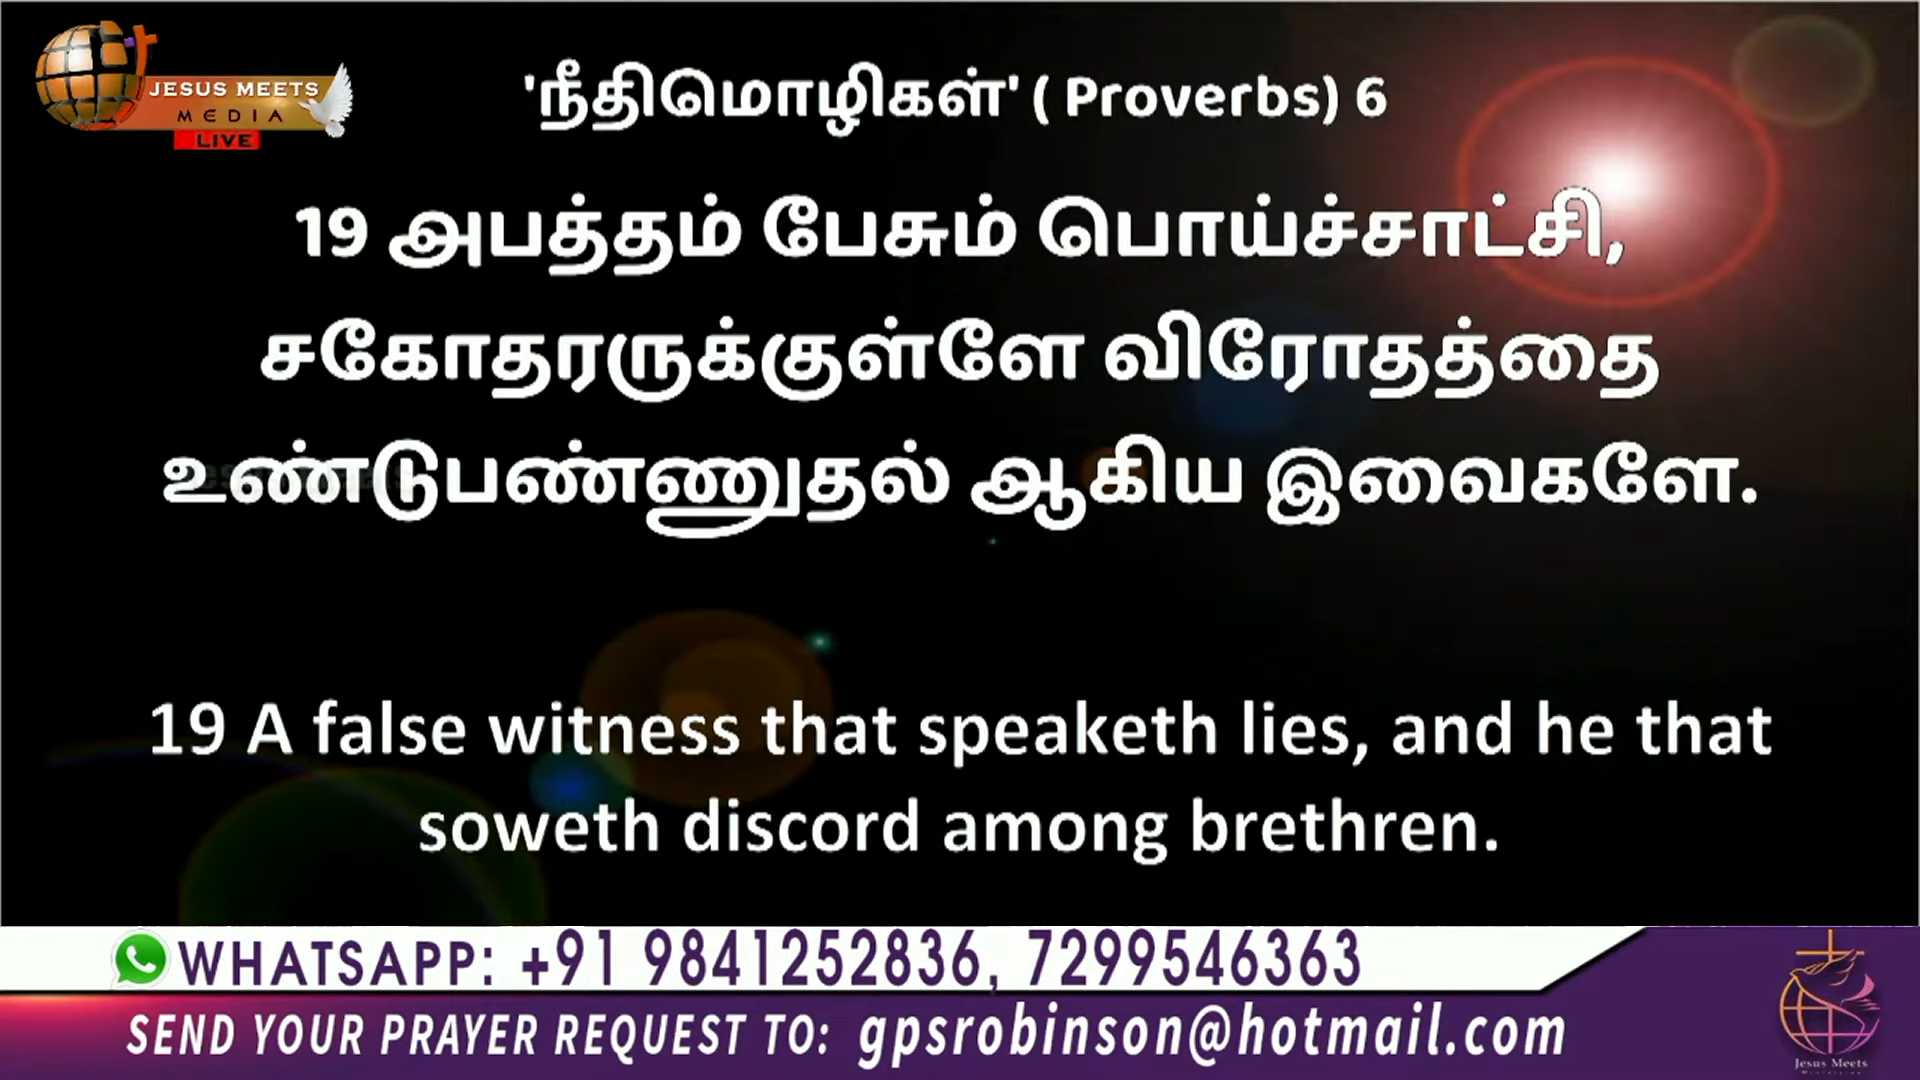 JESUS MEETS
MEDIA
LIVE
'நீதிமொழிகள்' ( Proverbs) 6
19 அபத்தம் பேசும் பொய்ச்சாட்சி,
சகோதரருக்குள்ளே விரோதத்தை
உண்டுபண்ணுதல் ஆகிய இவைகளே.
19 A false witness that speaketh lies, and he that
soweth discord among brethren.
WHATSAPP: +91 9841252836, 7299546363
SEND YOUR PRAYER REQUEST TO: gpsrobinson@hotmail.com
Jesus Meets